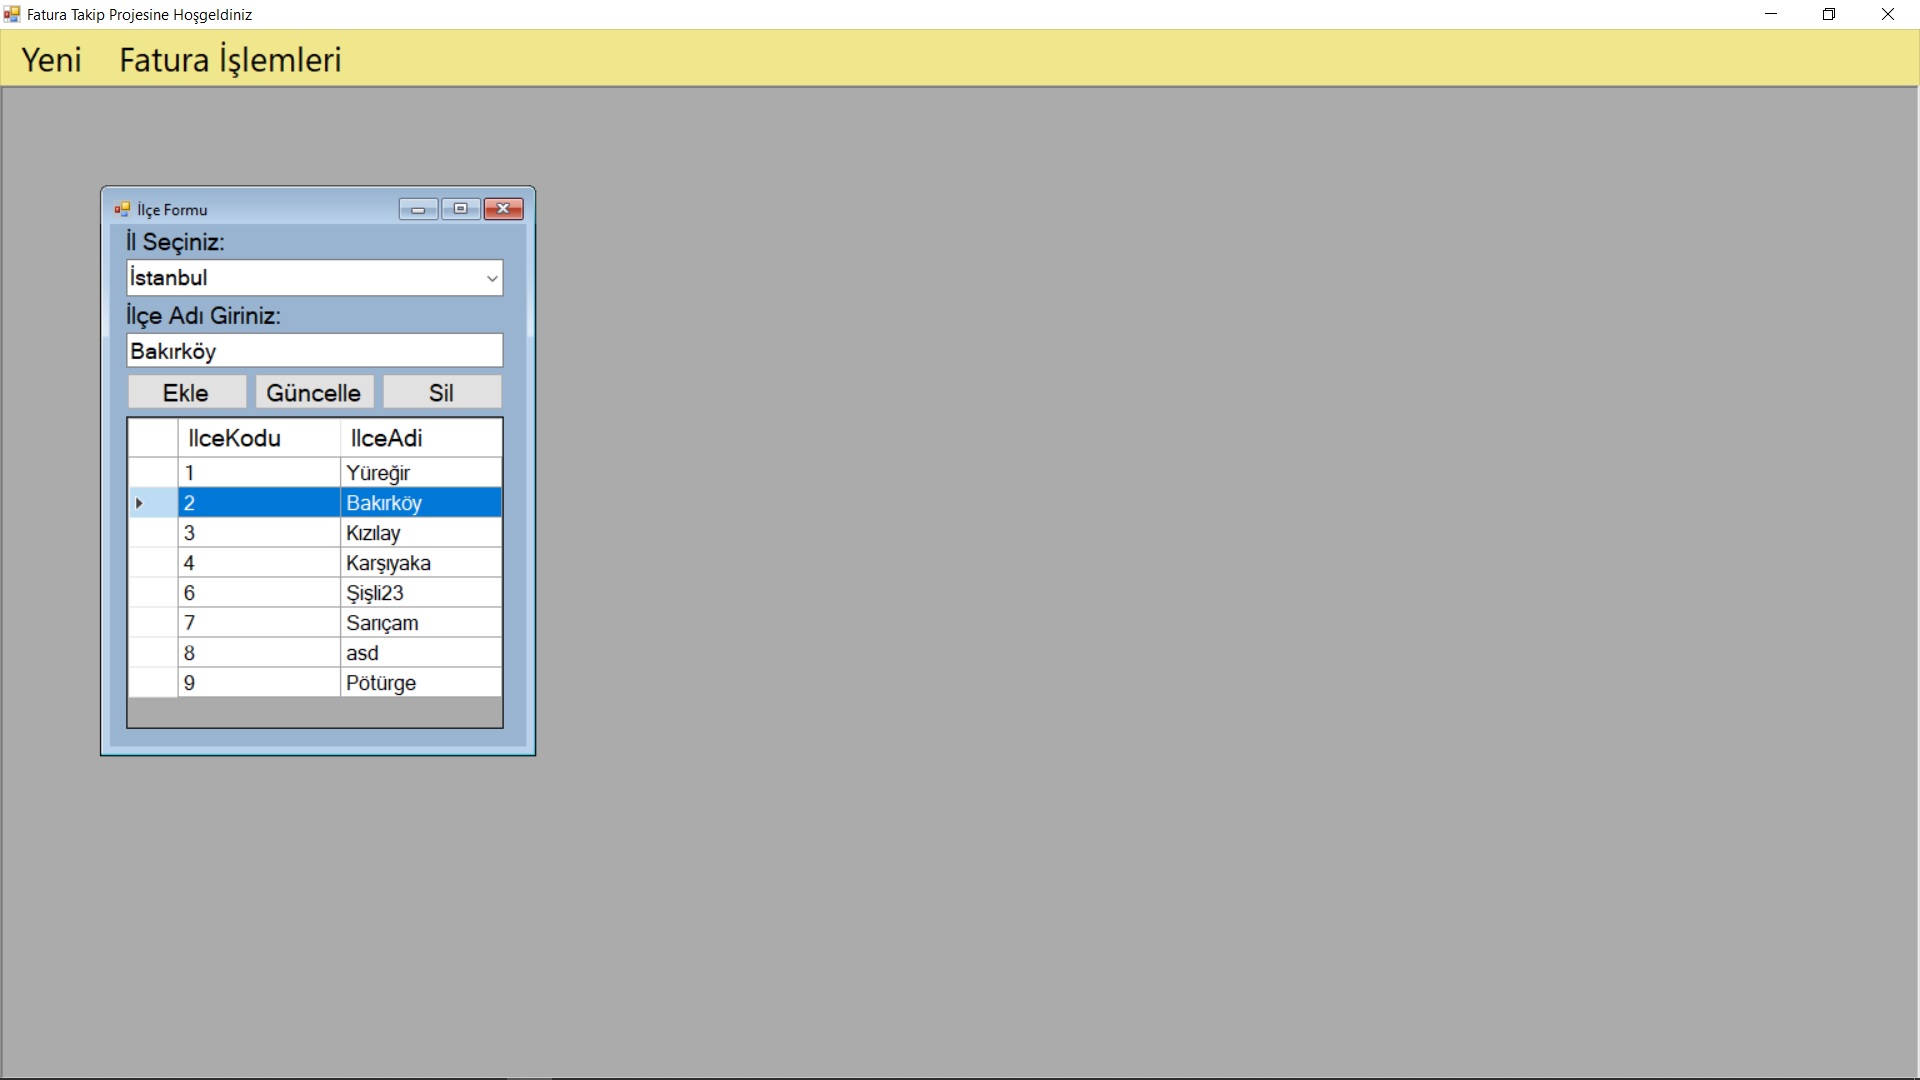 Fatura Takip Projesine Hoşgeldiniz
Yeni Fatura İşlemleri
İlçe Formu
İl Seçiniz:
İstanbul
İlçe Adı Giriniz:
Bakırköy
Ekle Güncelle Sil
IlceKodu IlceAdi
1 Yüreğir
2 Bakırköy
3 Kızılay
4 Karşıyaka
6 Şişli23
7 Sarıçam
8 asd
9 Pötürge